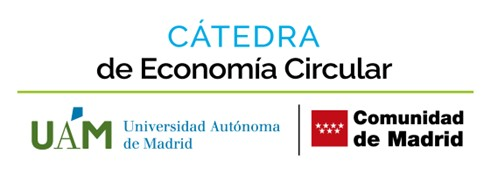 CÁTEDRA
de Economía Circular
UAM
Universidad Autónoma
de Madrid
Comunidad
de Madrid